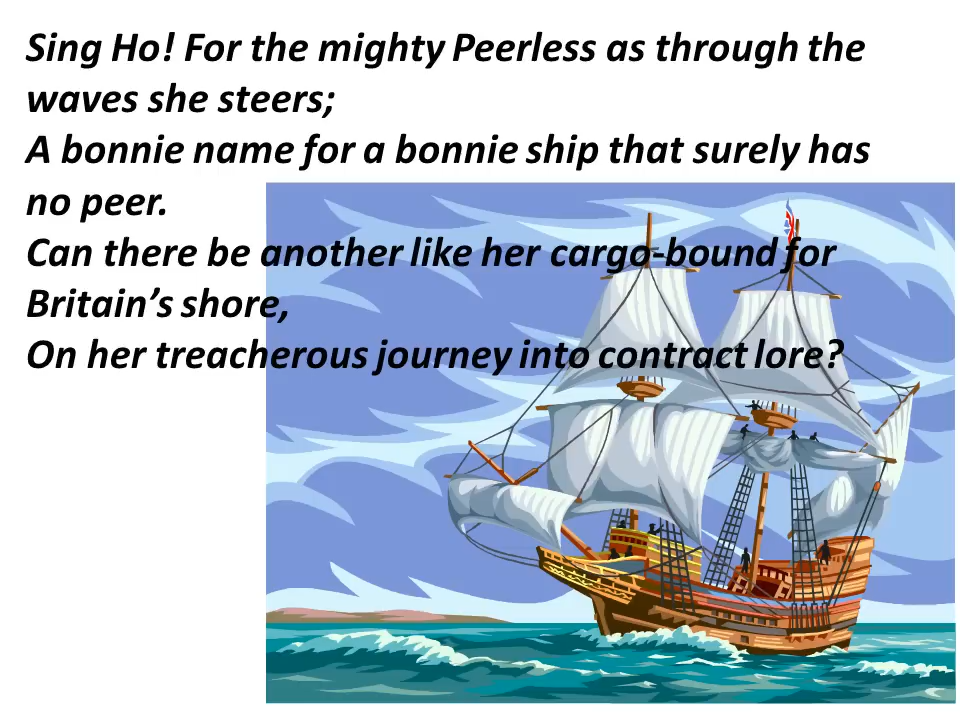 Sing Ho! For the mighty Peerless as through the
waves she steers;
A bonnie name for a bonnie ship that surely has
no peer.
Can there be another like her cargo-bound for
Britain’s shore,
On her treacherous journey into contract lore?